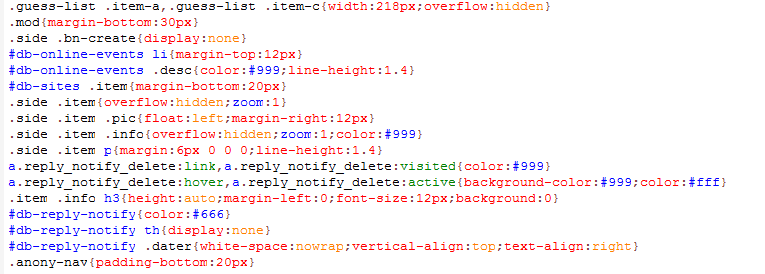 .guess-list .item-a,.guess-list .item-c{width:218px;overflow:hidden}
.mod{margin-bottom:30px}
.side .bn-create{display:none}
#db-online-events li{margin-top:12px}
#db-online-events .desc{color:#999;line-height:1.4}
#db-sites .item{margin-bottom:20px}
.side .item{overflow:hidden;zoom:1}
.side .item .pic{float:left;margin-right:12px}
.side .item .info{overflow:hidden;zoom:1;color:#999}
.side .item p{margin:6px 0 0 0;line-height:1.4}
a.reply_notify_delete:link,a.reply_notify_delete:visited{color:#999}
a.reply_notify_delete:hover,a.reply_notify_delete:active{background-color:#999;color:#fff}
.item .info h3{height:auto;margin-left:0;font-size:12px;background:0}
#db-reply-notify{color:#666}
#db-reply-notify th{display:none}
#db-reply-notify .dater{white-space:nowrap;vertical-align:top;text-align:right}
.anony-nav{padding-bottom:20px}